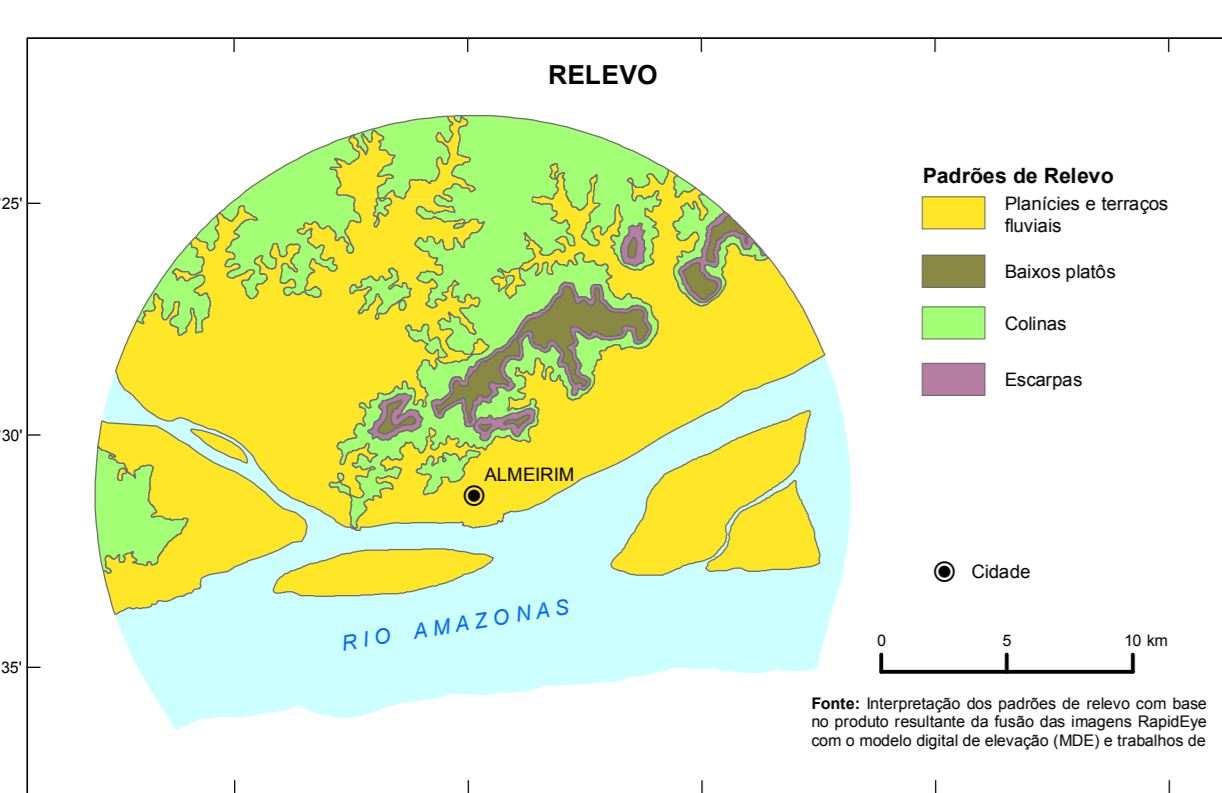 RELEVO
Padrões de Relevo
Planícies e terraços
fluviais
Baixos platôs
Colinas
Escarpas
25'
30'
35'
ALMEIRIM
RIO AMAZONAS
Cidade
0 5 10 km
Fonte: Interpretação dos padrões de relevo com base
no produto resultante da fusão das imagens RapidEye
com o modelo digital de elevação (MDE) e trabalhos de